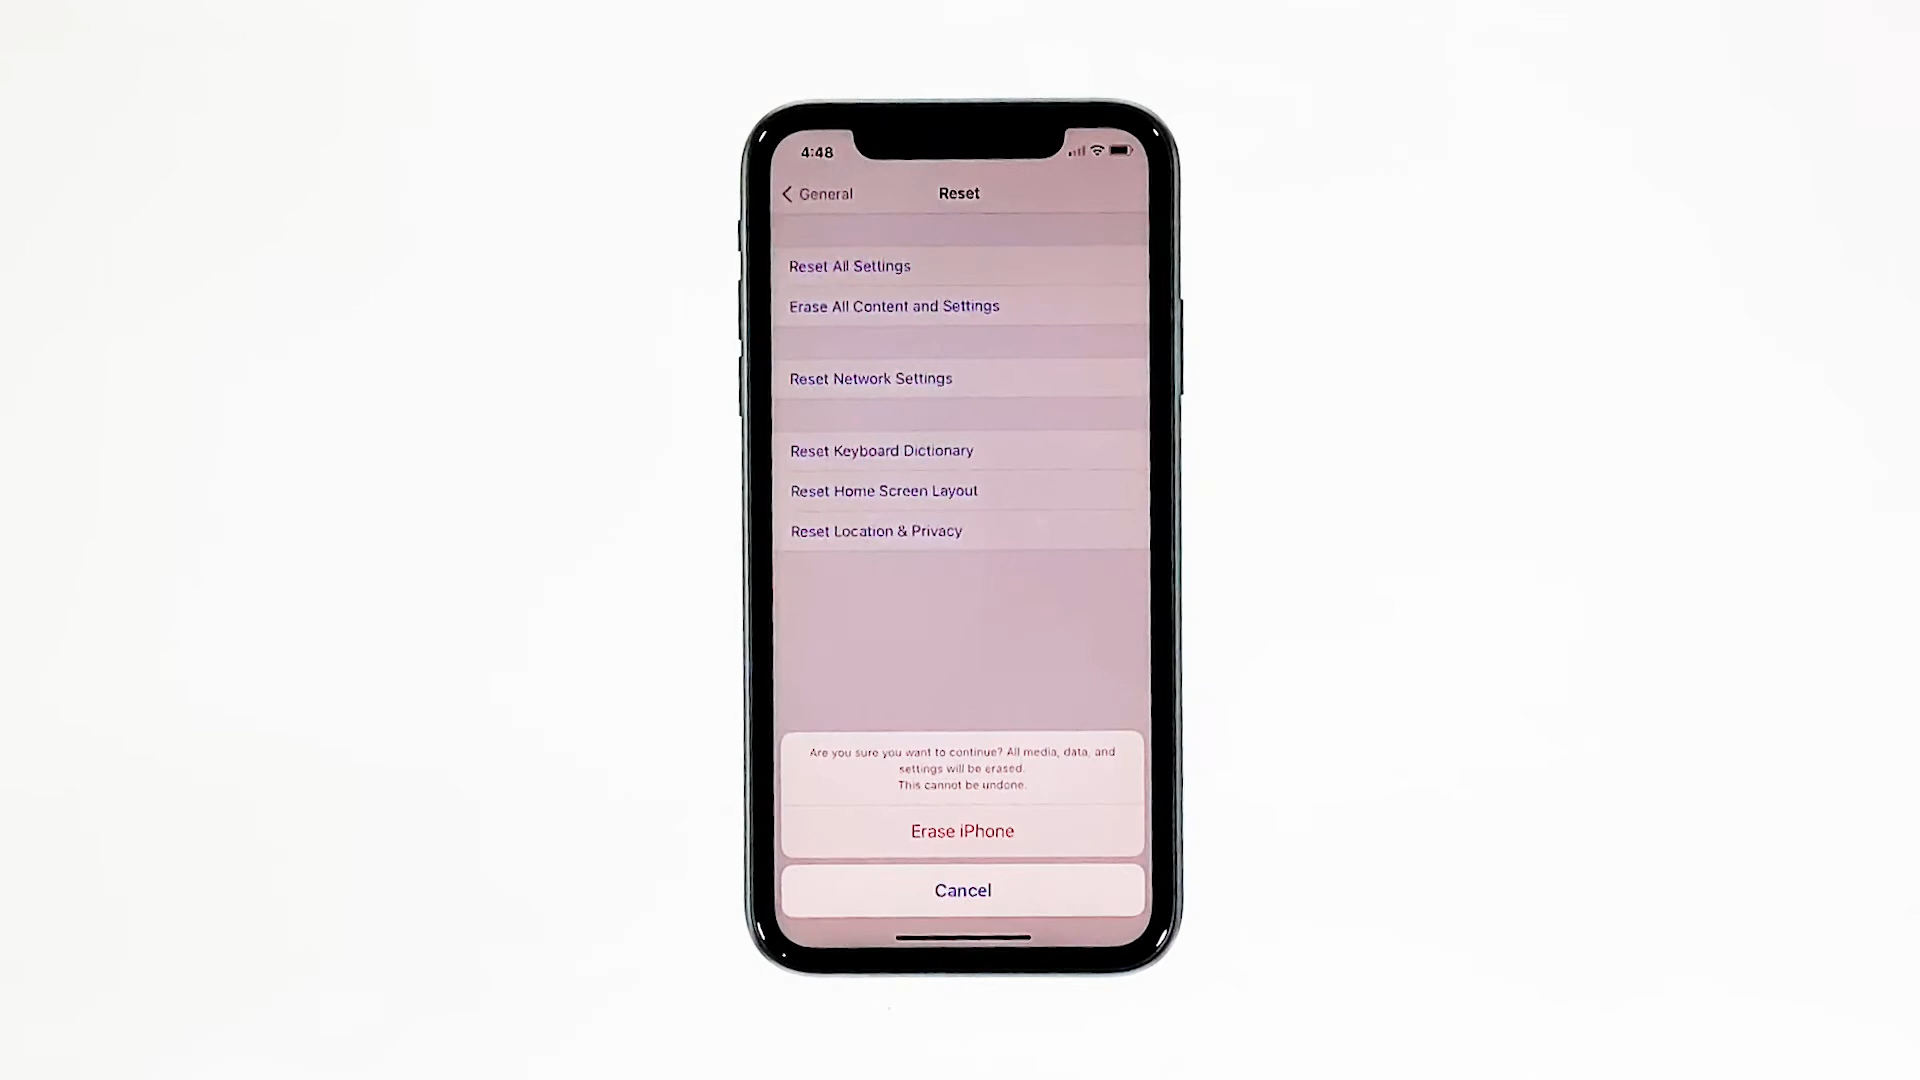 4:48
General
Reset
Reset All Settings
Erase All Content and Settings
Reset Network Settings
Reset Keyboard Dictionary
Reset Home Screen Layout
Reset Location & Privacy
Are you sure you want to continue? All media, data, and
settings will be erased.
This cannot be undone.
Erase iPhone
Cancel